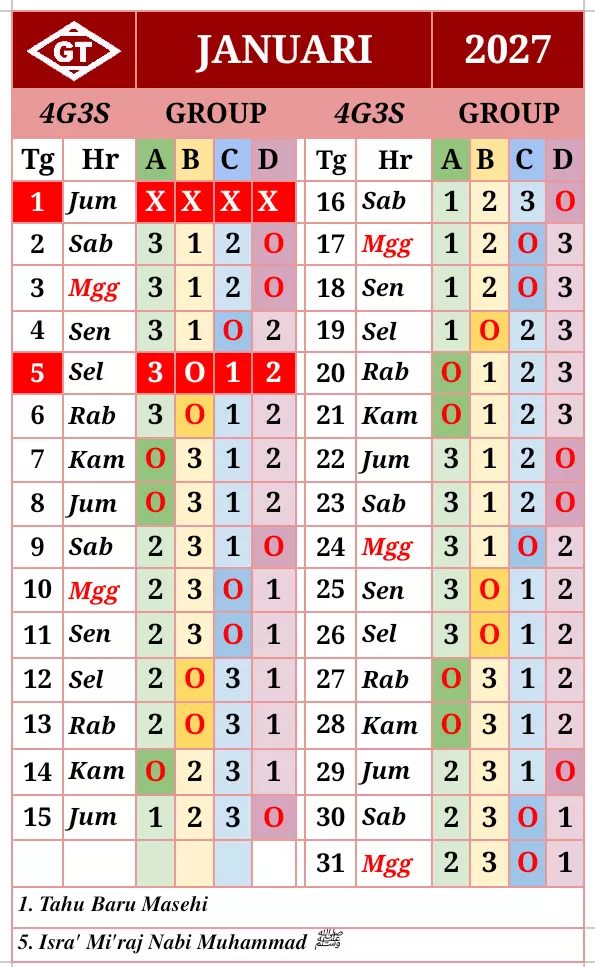 GT JANUARI 2027
4G3S GROUP 4G3S GROUP
Tg Hr A B C D Tg Hr A B C D
1 Jum X X X X 16 Sab 1 2 3 O
2 Sab 3 1 2 O 17 Mgg 1 2 O 3
3 Mgg 3 1 2 O 18 Sen 1 2 O 3
4 Sen 3 1 O 2 19 Sel 1 O 2 3
5 Sel 3 O 1 2 20 Rab O 1 2 3
6 Rab 3 O 1 2 21 Kam O 1 2 3
7 Kam O 3 1 2 22 Jum 3 1 2 O
8 Jum O 3 1 2 23 Sab 3 1 2 O
9 Sab 2 3 1 O 24 Mgg 3 1 O 2
10 Mgg 2 3 O 1 25 Sen 3 O 1 2
11 Sen 2 3 O 1 26 Sel 3 O 1 2
12 Sel 2 O 3 1 27 Rab O 3 1 2
13 Rab 2 O 3 1 28 Kam O 3 1 2
14 Kam O 2 3 1 29 Jum 2 3 1 O
15 Jum 1 2 3 O 30 Sab 2 3 O 1
31 Mgg 2 3 O 1
1. Tahu Baru Masehi
5. Isra' Mi'raj Nabi Muhammad ﷺ